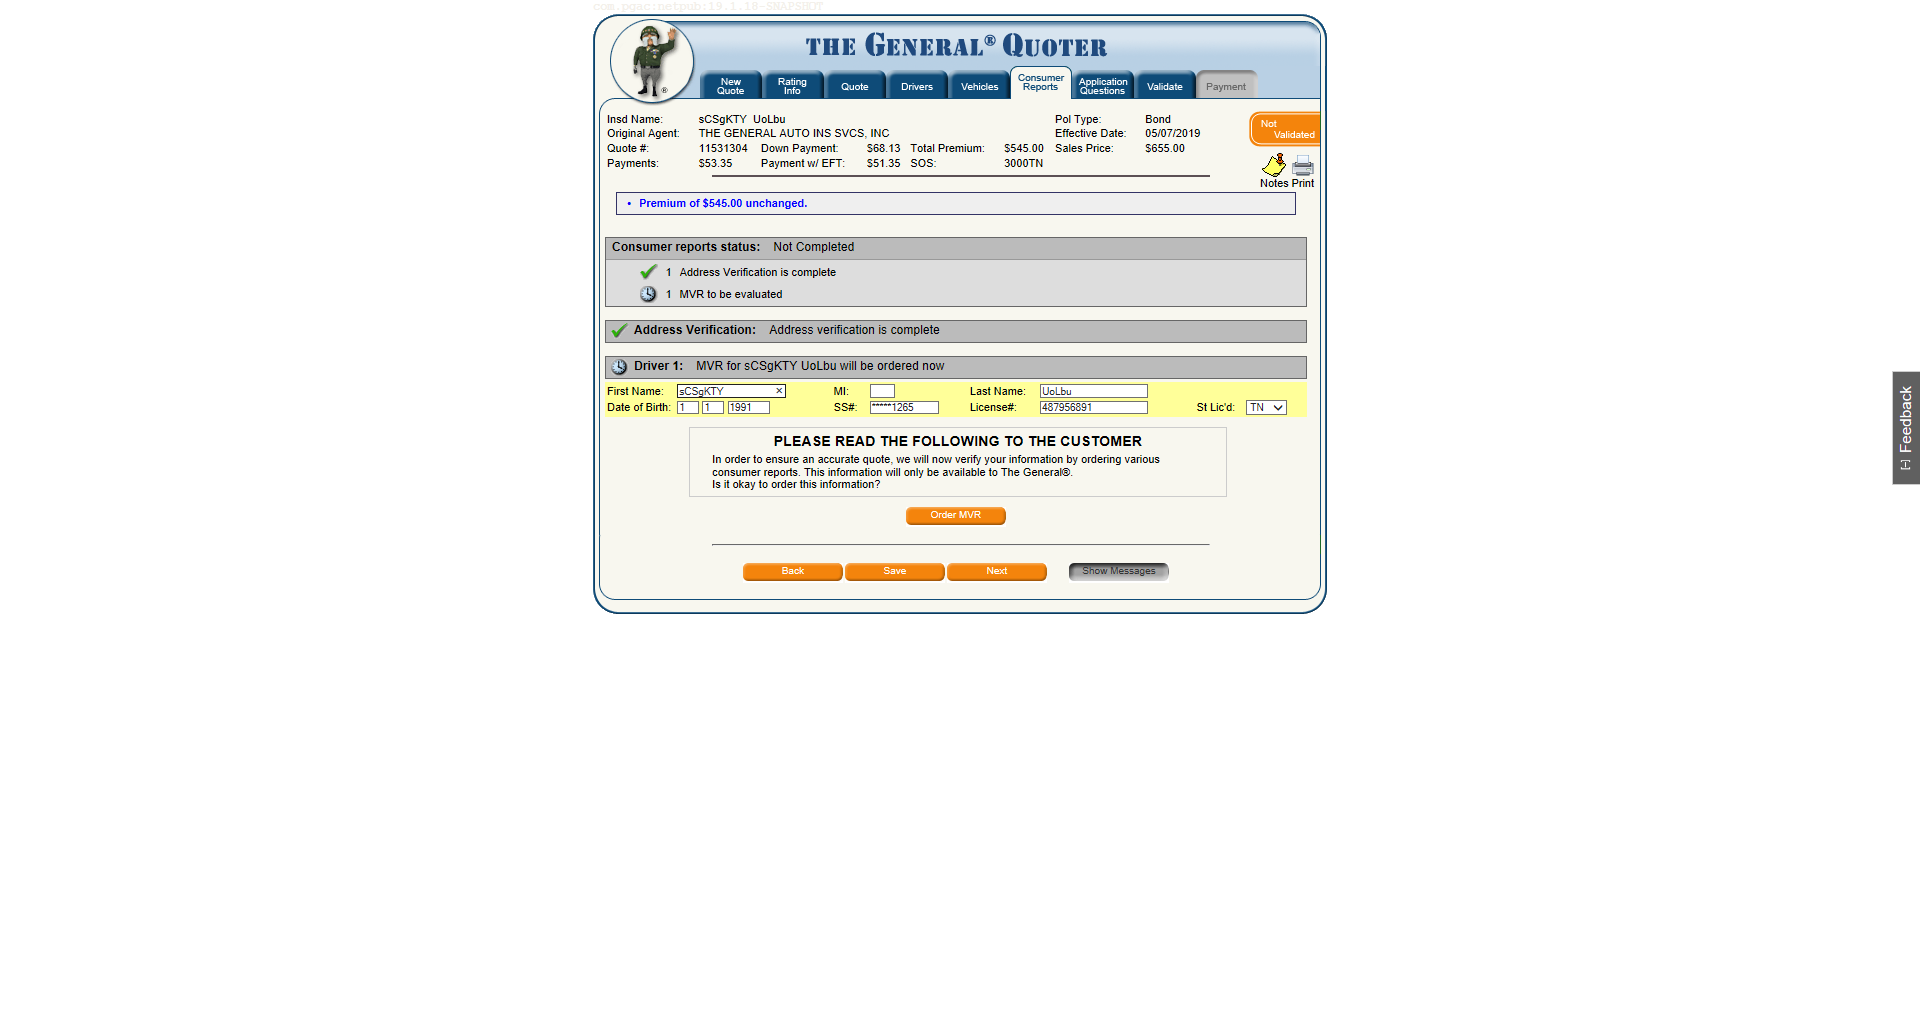 com.pgac:netpub:19.1.18-SNAPSHOT
THE GENERAL® QUOTER
New Quote
Rating Info
Quote
Drivers
Vehicles
Consumer Reports
Application Questions
Validate
Payment
Insd Name: sCSgKTY UoLbu Pol Type: Bond
Original Agent: THE GENERAL AUTO INS SVCS, INC Effective Date: 05/07/2019
Quote #: 11531304 Down Payment: $68.13 Total Premium: $545.00 Sales Price: $655.00
Payments: $53.35 Payment w/ EFT: $51.35 SOS: 3000TN
Not Validated
Notes Print
• Premium of $545.00 unchanged.
Consumer reports status: Not Completed
1 Address Verification is complete
1 MVR to be evaluated
Address Verification: Address verification is complete
Driver 1: MVR for sCSgKTY UoLbu will be ordered now
First Name: sCSgKTY × MI: Last Name: UoLbu
Date of Birth: 1 1 1991 SS#: *****1265 License#: 487956891 St Lic'd: TN
PLEASE READ THE FOLLOWING TO THE CUSTOMER
In order to ensure an accurate quote, we will now verify your information by ordering various
consumer reports. This information will only be available to The General®.
Is it okay to order this information?
Order MVR
Back Save Next Show Messages
[-] Feedback